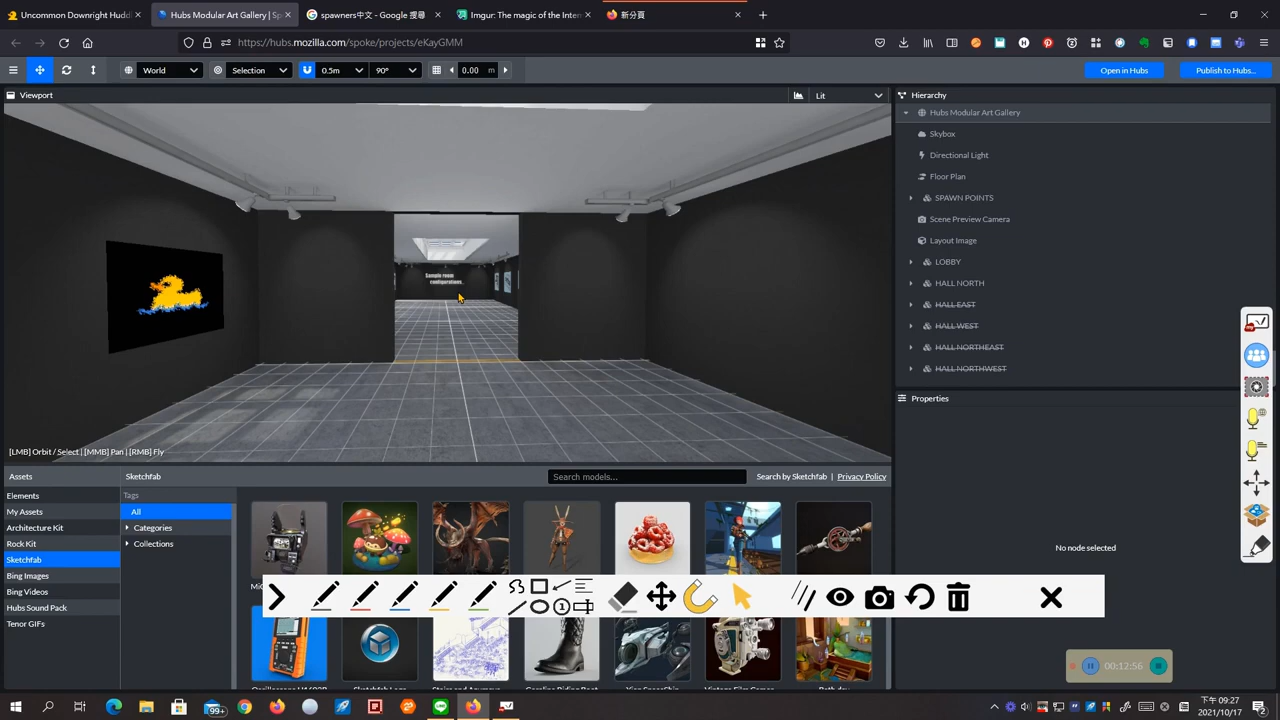 Uncommon Downright Hudd
Hubs Modular Art Gallery | Sp
spawners中文 - Google 搜尋
Imgur: The magic of the Intern
新分頁
https://hubs.mozilla.com/spoke/projects/eKayGMM
World
Selection
0.5m
90°
0.00 m
Open in Hubs
Publish to Hubs...
Viewport
Lit
Hierarchy
Hubs Modular Art Gallery
Skybox
Directional Light
Floor Plan
SPAWN POINTS
Scene Preview Camera
Layout Image
LOBBY
HALL NORTH
HALL EAST
HALL WEST
HALL NORTHEAST
HALL NORTHWEST
Sample room
configurations.
[LMB] Orbit / Select | [MMB] Pan | [RMB] Fly
Properties
No node selected
Assets
Sketchfab
Search models...
Search by Sketchfab | Privacy Policy
Elements
My Assets
Architecture Kit
Rock Kit
Sketchfab
Bing Images
Bing Videos
Hubs Sound Pack
Tenor GIFs
Tags
All
Categories
Collections
00:12:56
99+
下午 09:27
2021/10/17
2